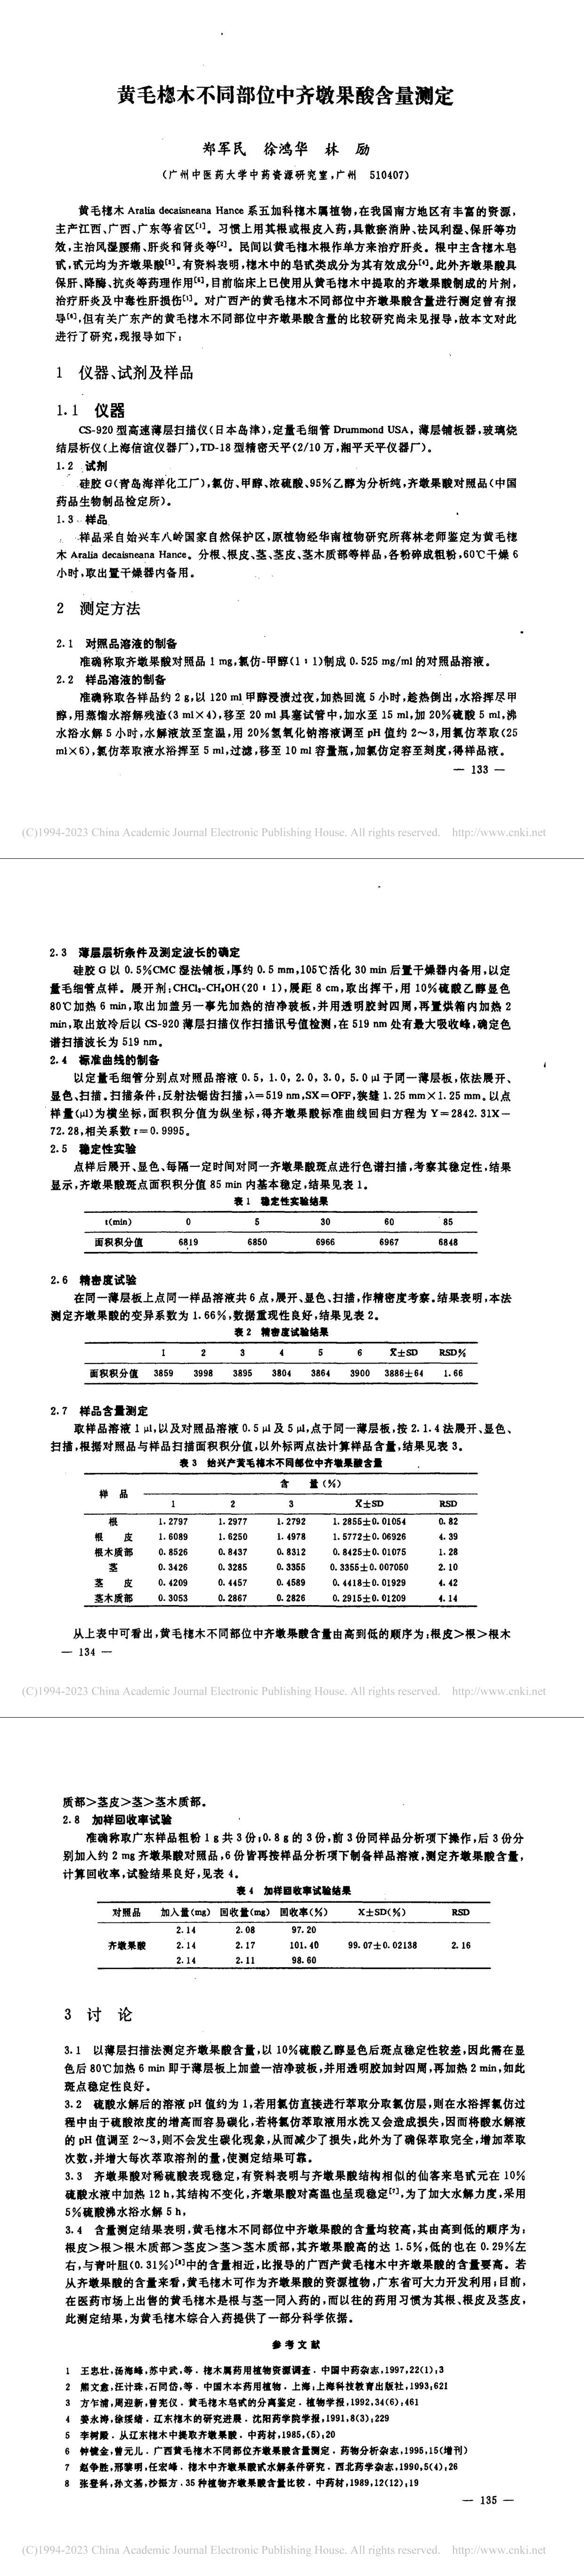 黄毛楤木不同部位中齐墩果酸含量测定
郑军民 徐鸿华 林 励
(广州中医药大学中药资源研究室,广州 510407)
黄毛楤木 Aralia decaisneana Hance 系五加科楤木属植物,在我国南方地区有丰富的资源,
主产江西、广西、广东等省区[1]。习惯上用其根或根皮入药,具散瘀消肿、祛风利湿、保肝等功
效,主治风湿腰痛、肝炎和肾炎等[2]。民间以黄毛楤木根作单方来治疗肝炎。根中主含楤木皂
甙,甙元均为齐墩果酸[3]。有资料表明,楤木中的皂甙类成分为其有效成分[4]。此外齐墩果酸具
保肝、降酶、抗炎等药理作用[5],目前临床上已使用从黄毛楤木中提取的齐墩果酸制成的片剂,
治疗肝炎及中毒性肝损伤[1]。对广西产的黄毛楤木不同部位中齐墩果酸含量进行测定曾有报
导[6],但有关广东产的黄毛楤木不同部位中齐墩果酸含量的比较研究尚未见报导,故本文对此
进行了研究,现报导如下:
1 仪器、试剂及样品
1.1 仪器
CS-920 型高速薄层扫描仪(日本岛津),定量毛细管 Drummond USA, 薄层铺板器,玻璃烧
结层析仪(上海信谊仪器厂),TD-18 型精密天平(2/10 万,湘平天平仪器厂)。
1.2 试剂
硅胶 G(青岛海洋化工厂),氯仿、甲醇、浓硫酸、95%乙醇为分析纯,齐墩果酸对照品(中国
药品生物制品检定所)。
1.3 样品
样品采自始兴车八岭国家自然保护区,原植物经华南植物研究所蒋林老师鉴定为黄毛楤
木 Aralia decaisneana Hance。分根、根皮、茎、茎皮、茎木质部等样品,各粉碎成粗粉,60℃干燥 6
小时,取出置干燥器内备用。
2 测定方法
2.1 对照品溶液的制备
准确称取齐墩果酸对照品 1 mg,氯仿-甲醇(1:1)制成 0.525 mg/ml 的对照品溶液。
2.2 样品溶液的制备
准确称取各样品约 2 g,以 120 ml 甲醇浸渍过夜,加热回流 5 小时,趁热倒出,水浴挥尽甲
醇,用蒸馏水溶解残渣(3 ml×4),移至 20 ml 具塞试管中,加水至 15 ml,加 20%硫酸 5 ml,沸
水浴水解 5 小时,水解液放至室温,用 20%氢氧化钠溶液调至 pH 值约 2~3,用氯仿萃取(25
ml×6),氯仿萃取液水浴挥至 5 ml,过滤,移至 10 ml 容量瓶,加氯仿定容至刻度,得样品液。
— 133 —
(C)1994-2023 China Academic Journal Electronic Publishing House. All rights reserved. http://www.cnki.net
2.3 薄层层析条件及测定波长的确定
硅胶 G 以 0.5%CMC 湿法铺板,厚约 0.5 mm,105℃活化 30 min 后置干燥器内备用,以定
量毛细管点样。展开剂:CHCl₃-CH₃OH(20:1),展距 8 cm,取出挥干,用 10%硫酸乙醇显色
80℃加热 6 min,取出加盖另一事先加热的洁净玻板,并用透明胶封四周,再置烘箱内加热 2
min,取出放冷后以 CS-920 薄层扫描仪作扫描讯号值检测,在 519 nm 处有最大吸收峰,确定色
谱扫描波长为 519 nm。
2.4 标准曲线的制备
以定量毛细管分别点对照品溶液 0.5, 1.0, 2.0, 3.0, 5.0 μl 于同一薄层板,依法展开、
显色、扫描。扫描条件:反射法锯齿扫描,λ=519 nm,SX=OFF,狭缝 1.25 mm×1.25 mm。以点
样量(μl)为横坐标,面积积分值为纵坐标,得齐墩果酸标准曲线回归方程为 Y=2842.31X-
72.28,相关系数 r=0.9995。
2.5 稳定性实验
点样后展开、显色、每隔一定时间对同一齐墩果酸斑点进行色谱扫描,考察其稳定性,结果
显示,齐墩果酸斑点面积积分值 85 min 内基本稳定,结果见表 1。
表 1 稳定性实验结果
t(min) 0 5 30 60 85
面积积分值 6819 6850 6966 6967 6848
2.6 精密度试验
在同一薄层板上点同一样品溶液共 6 点,展开、显色、扫描,作精密度考察。结果表明,本法
测定齐墩果酸的变异系数为 1.66%,数据重现性良好,结果见表 2。
表 2 精密度试验结果
1 2 3 4 5 6 X̄±SD RSD%
面积积分值 3859 3998 3895 3804 3864 3900 3886±64 1.66
2.7 样品含量测定
取样品溶液 1 μl,以及对照品溶液 0.5 μl 及 5 μl,点于同一薄层板,按 2.1.4 法展开、显色、
扫描,根据对照品与样品扫描面积积分值,以外标两点法计算样品含量,结果见表 3。
表 3 始兴产黄毛楤木不同部位中齐墩果酸含量
样 品 含 量(%)
1 2 3 X̄±SD RSD
根 1.2797 1.2977 1.2792 1.2855±0.01054 0.82
根 皮 1.6089 1.6250 1.4978 1.5772±0.06926 4.39
根木质部 0.8526 0.8437 0.8312 0.8425±0.01075 1.28
茎 0.3426 0.3285 0.3355 0.3355±0.007050 2.10
茎 皮 0.4209 0.4457 0.4589 0.4418±0.01929 4.42
茎木质部 0.3053 0.2867 0.2826 0.2915±0.01209 4.14
从上表中可看出,黄毛楤木不同部位中齐墩果酸含量由高到低的顺序为:根皮>根>根木
— 134 —
(C)1994-2023 China Academic Journal Electronic Publishing House. All rights reserved. http://www.cnki.net
质部>茎皮>茎>茎木质部。
2.8 加样回收率试验
准确称取广东样品粗粉 1 g 共 3 份;0.8 g 的 3 份,前 3 份同样品分析项下操作,后 3 份分
别加入约 2 mg 齐墩果酸对照品,6 份皆再按样品分析项下制备样品溶液,测定齐墩果酸含量,
计算回收率,试验结果良好,见表 4。
表 4 加样回收率试验结果
对照品 加入量(mg) 回收量(mg) 回收率(%) X±SD(%) RSD
2.14 2.08 97.20
齐墩果酸 2.14 2.17 101.40 99.07±0.02138 2.16
2.14 2.11 98.60
3 讨 论
3.1 以薄层扫描法测定齐墩果酸含量,以 10%硫酸乙醇显色后斑点稳定性较差,因此需在显
色后 80℃加热 6 min 即于薄层板上加盖一洁净玻板,并用透明胶加封四周,再加热 2 min,如此
斑点稳定性良好。
3.2 硫酸水解后的溶液 pH 值约为 1,若用氯仿直接进行萃取分取氯仿层,则在水浴挥氯仿过
程中由于硫酸浓度的增高而容易碳化,若将氯仿萃取液用水洗又会造成损失,因而将酸水解液
的 pH 值调至 2~3,则不会发生碳化现象,从而减少了损失,此外为了确保萃取完全,增加萃取
次数,并增大每次萃取溶剂的量,使测定结果可靠。
3.3 齐墩果酸对稀硫酸表现稳定,有资料表明与齐墩果酸结构相似的仙客来皂甙元在 10%
硫酸水液中加热 12 h,其结构不变化,齐墩果酸对高温也呈现稳定[7],为了加大水解力度,采用
5%硫酸沸水浴水解 5 h,
3.4 含量测定结果表明,黄毛楤木不同部位中齐墩果酸的含量均较高,其由高到低的顺序为:
根皮>根>根木质部>茎皮>茎>茎木质部,其齐墩果酸高的达 1.5%,低的也在 0.29%左
右,与青叶胆(0.31%)[8]中的含量相近,比报导的广西产黄毛楤木中齐墩果酸的含量要高。若
从齐墩果酸的含量来看,黄毛楤木可作为齐墩果酸的资源植物,广东省可大力开发利用;目前,
在医药市场上出售的黄毛楤木是根与茎一同入药的,而以往的药用习惯为其根、根皮及茎皮,
此测定结果,为黄毛楤木综合入药提供了一部分科学依据。
参 考 文 献
1 王忠壮,汤海峰,苏中武,等. 楤木属药用植物资源调查. 中国中药杂志,1997,22(1):3
2 熊文愈,汪计珠,石同岱,等. 中国木本药用植物. 上海:上海科技教育出版社,1993:621
3 方乍浦,周迎新,曾宪仪. 黄毛楤木皂甙的分离鉴定. 植物学报,1992,34(6):461
4 姜永涛,徐绥绪. 辽东楤木的研究进展. 沈阳药学院学报,1991,8(3):229
5 李树殿. 从辽东楤木中提取齐墩果酸. 中药材,1985,(5):20
6 钟镀金,曾元儿. 广西黄毛楤木不同部位齐墩果酸含量测定. 药物分析杂志,1995,15(增刊)
7 赵争胜,邢黎明,任宏峰. 楤木中齐墩果酸甙水解条件研究. 西北药学杂志,1990,5(4):26
8 张登科,孙文基,沙振方. 35 种植物齐墩果酸含量比较. 中药材,1989,12(12):19
— 135 —
(C)1994-2023 China Academic Journal Electronic Publishing House. All rights reserved. http://www.cnki.net